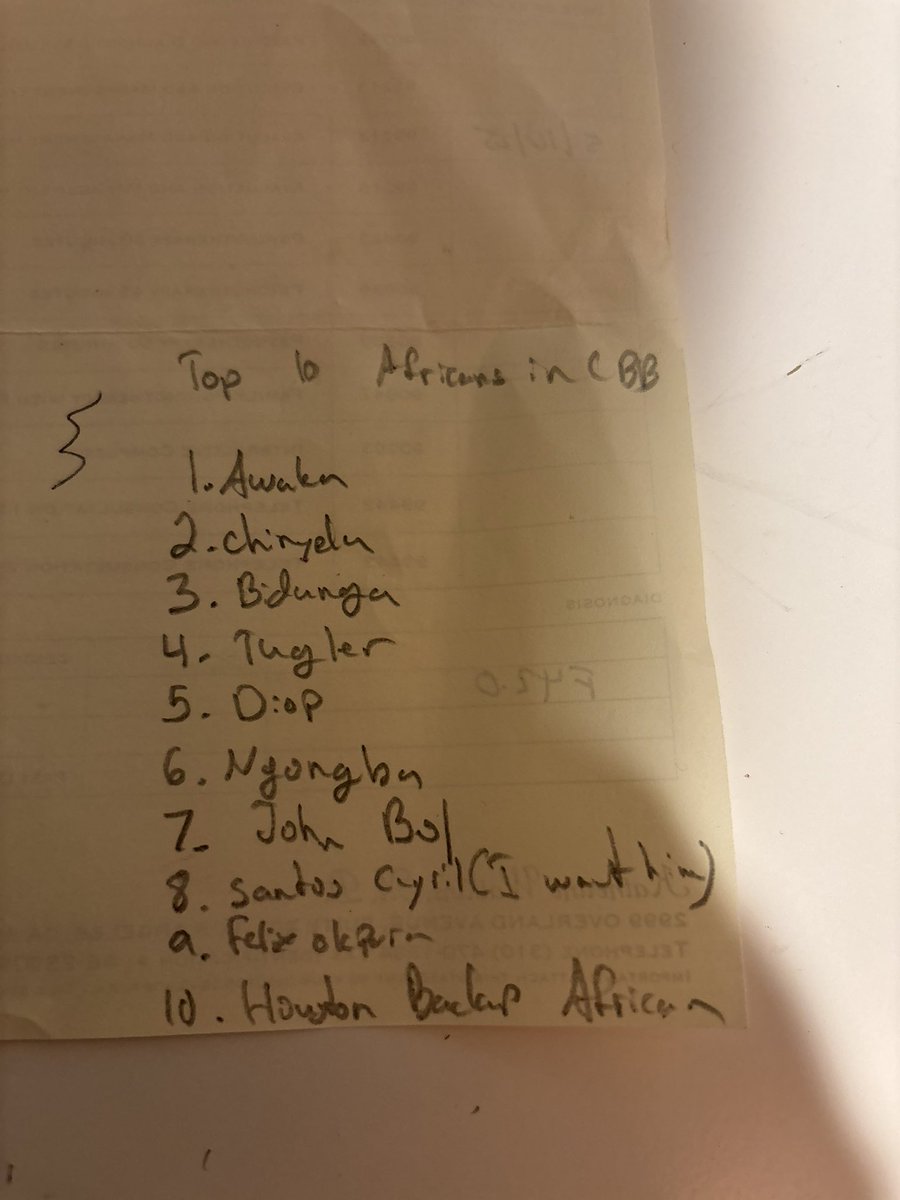 Top 10 Africans in CBB
1. Awaka
2. chinyelu
3. Bidunga
4. Tugler
5. Diop
6. Ngongba
7. John Bol
8. Santos Cyril (I want him)
9. Felix okpara
10. Houston Backup African